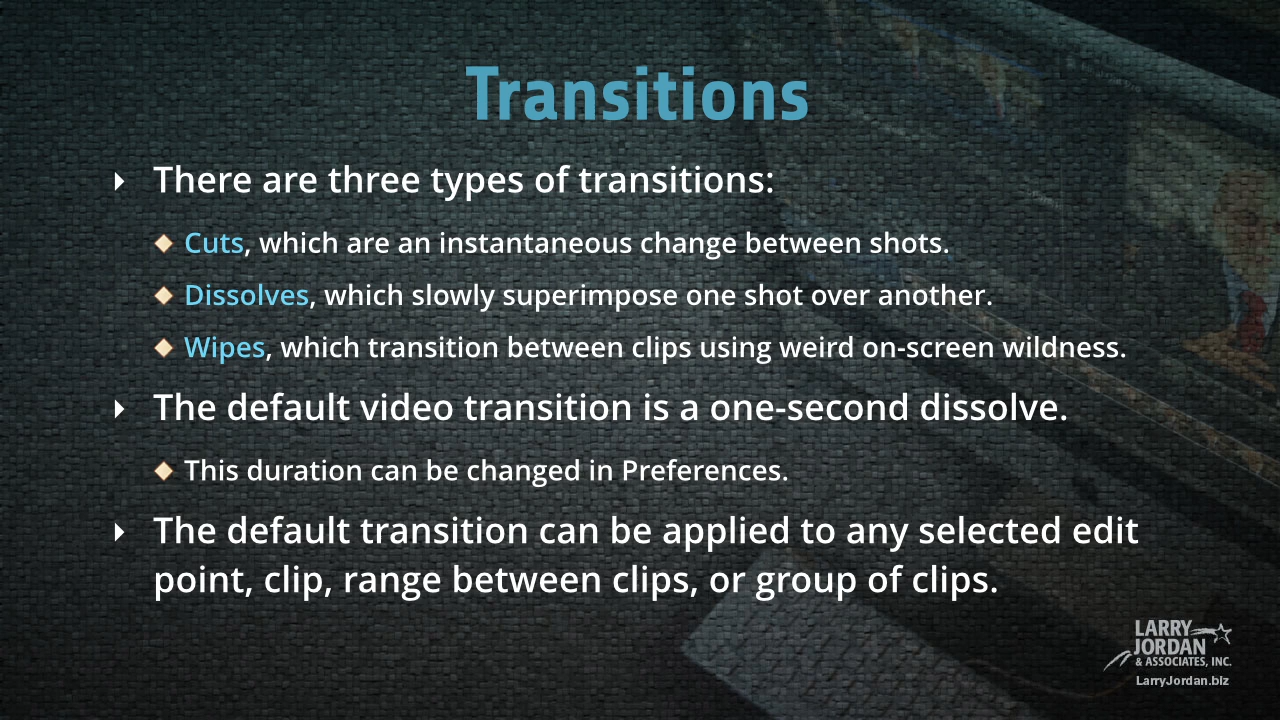 Transitions
There are three types of transitions:
Cuts, which are an instantaneous change between shots.
Dissolves, which slowly superimpose one shot over another.
Wipes, which transition between clips using weird on-screen wildness.
The default video transition is a one-second dissolve.
This duration can be changed in Preferences.
The default transition can be applied to any selected edit
point, clip, range between clips, or group of clips.
LARRY
JORDAN
& ASSOCIATES, INC.
LarryJordan.biz